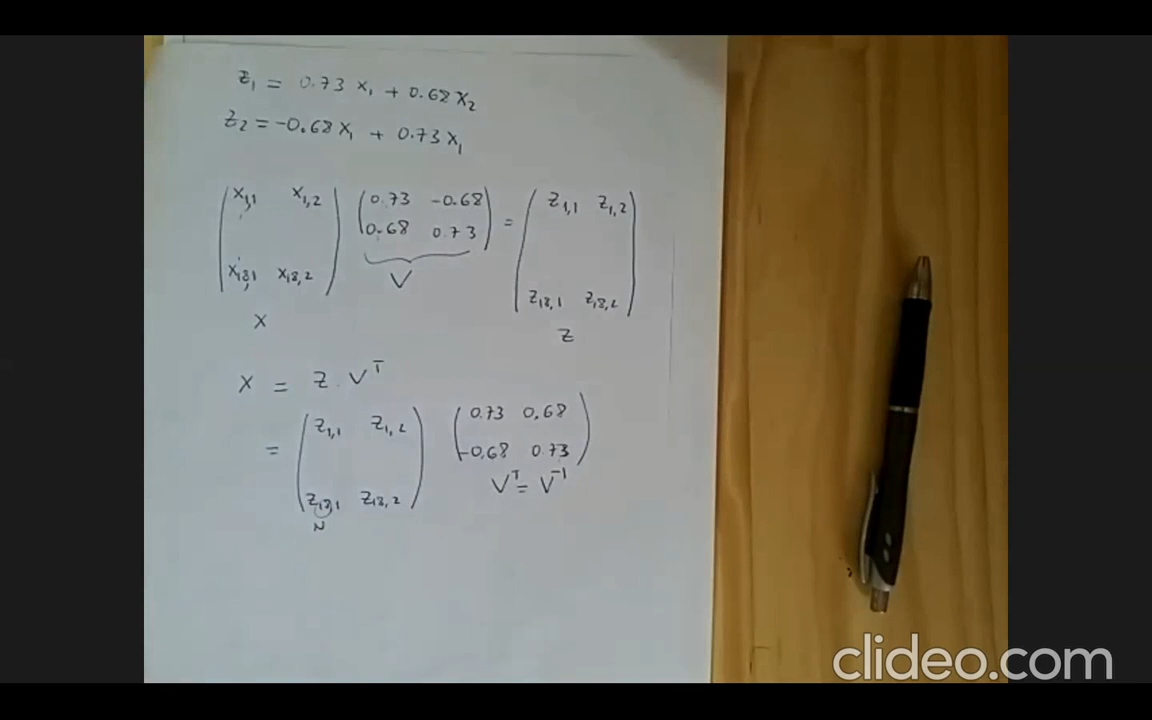 z₁ = 0.73 x₁ + 0.68 x₂
z₂ = -0.68 x₁ + 0.73 x₁
x₁,₁ x₁,₂ 0.73 -0.68 = z₁,₁ z₁,₂
0.68 0.73
x₁₈,₁ x₁₈,₂ V z₁₈,₁ z₁₈,₂
X Z
X = Z . Vᵀ
= z₁,₁ z₁,₂ 0.73 0.68
-0.68 0.73
z₁₈,₁ z₁₈,₂ Vᵀ = V⁻¹
N
clideo.com